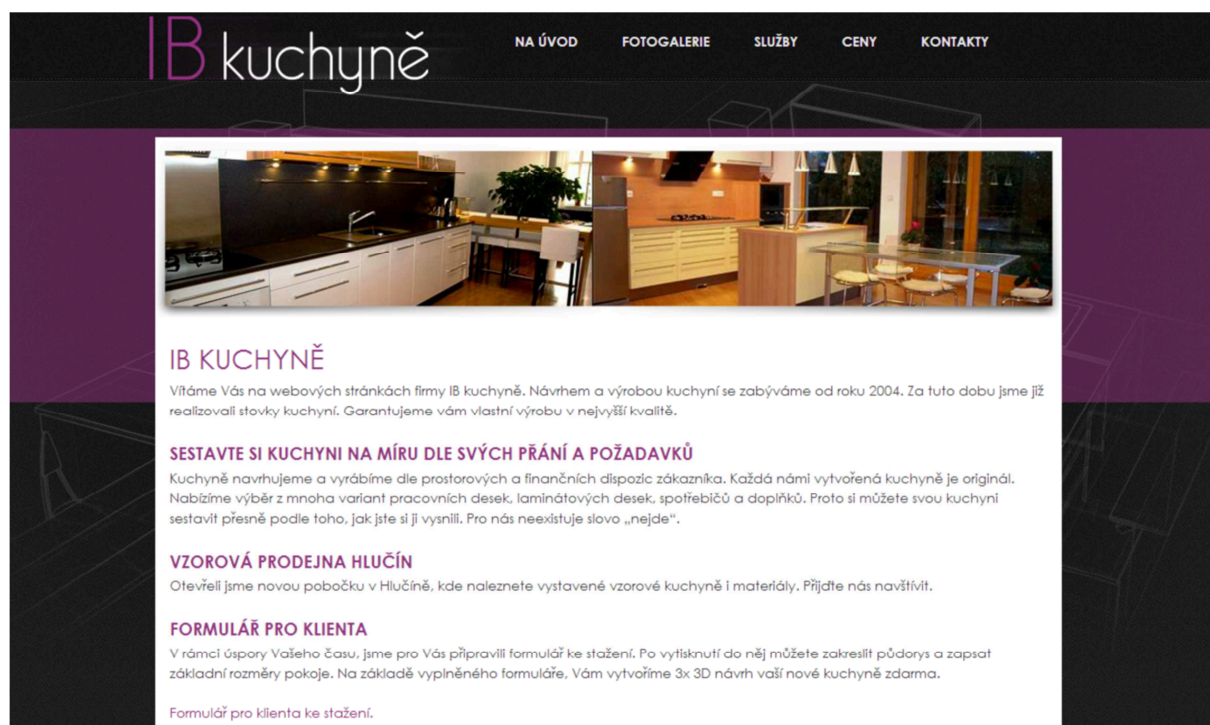 IB kuchyně
NA ÚVOD FOTOGALERIE SLUŽBY CENY KONTAKTY
IB KUCHYNĚ
Vítáme Vás na webových stránkách firmy IB kuchyně. Návrhem a výrobou kuchyní se zabýváme od roku 2004. Za tuto dobu jsme již
realizovali stovky kuchyní. Garantujeme vám vlastní výrobu v nejvyšší kvalitě.
SESTAVTE SI KUCHYNI NA MÍRU DLE SVÝCH PŘÁNÍ A POŽADAVKŮ
Kuchyně navrhujeme a vyrábíme dle prostorových a finančních dispozic zákazníka. Každá námi vytvořená kuchyně je originál.
Nabízíme výběr z mnoha variant pracovních desek, laminátových desek, spotřebičů a doplňků. Proto si můžete svou kuchyni
sestavit přesně podle toho, jak jste si ji vysnili. Pro nás neexistuje slovo „nejde“.
VZOROVÁ PRODEJNA HLUČÍN
Otevřeli jsme novou pobočku v Hlučíně, kde naleznete vystavené vzorové kuchyně i materiály. Přijďte nás navštívit.
FORMULÁŘ PRO KLIENTA
V rámci úspory Vašeho času, jsme pro Vás připravili formulář ke stažení. Po vytisknutí do něj můžete zakreslit půdorys a zapsat
základní rozměry pokoje. Na základě vyplněného formuláře, Vám vytvoříme 3x 3D návrh vaší nové kuchyně zdarma.
Formulář pro klienta ke stažení.